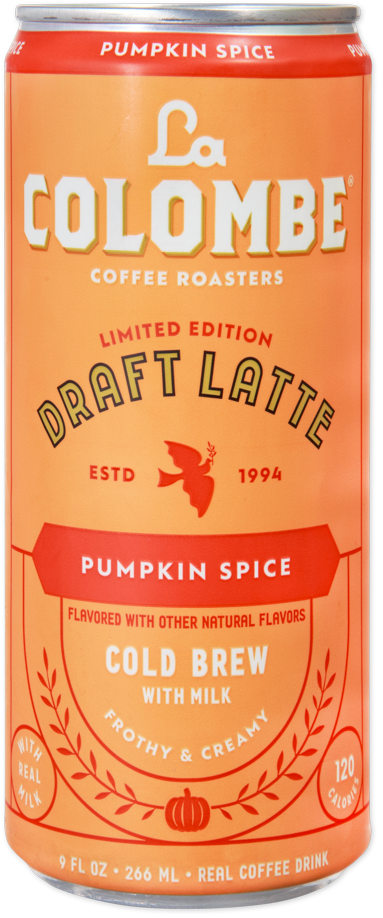 PUMPKIN SPICE
La
COLOMBE®
COFFEE ROASTERS
LIMITED EDITION
DRAFT LATTE
ESTD 1994
PUMPKIN SPICE
FLAVORED WITH OTHER NATURAL FLAVORS
COLD BREW
WITH MILK
FROTHY & CREAMY
WITH
REAL
MILK
120
CALORIES
9 FL OZ • 266 ML • REAL COFFEE DRINK